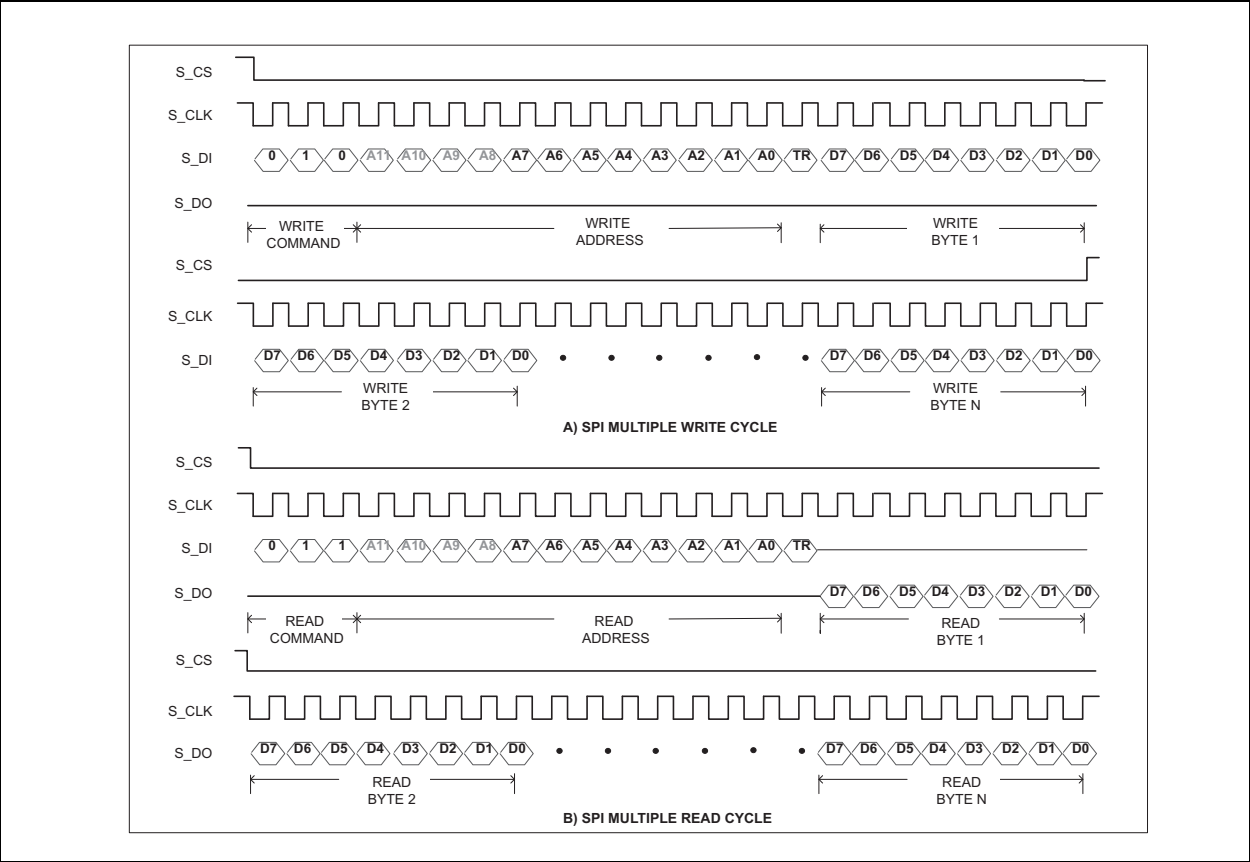 S_CS
S_CLK
S_DI 0 1 0 A11 A10 A9 A8 A7 A6 A5 A4 A3 A2 A1 A0 TR D7 D6 D5 D4 D3 D2 D1 D0
S_DO
WRITE COMMAND WRITE ADDRESS WRITE BYTE 1
S_CS
S_CLK
S_DI D7 D6 D5 D4 D3 D2 D1 D0 • • • • • • D7 D6 D5 D4 D3 D2 D1 D0
WRITE BYTE 2 WRITE BYTE N
A) SPI MULTIPLE WRITE CYCLE
S_CS
S_CLK
S_DI 0 1 1 A11 A10 A9 A8 A7 A6 A5 A4 A3 A2 A1 A0 TR
S_DO D7 D6 D5 D4 D3 D2 D1 D0
READ COMMAND READ ADDRESS READ BYTE 1
S_CS
S_CLK
S_DO D7 D6 D5 D4 D3 D2 D1 D0 • • • • • • D7 D6 D5 D4 D3 D2 D1 D0
READ BYTE 2 READ BYTE N
B) SPI MULTIPLE READ CYCLE